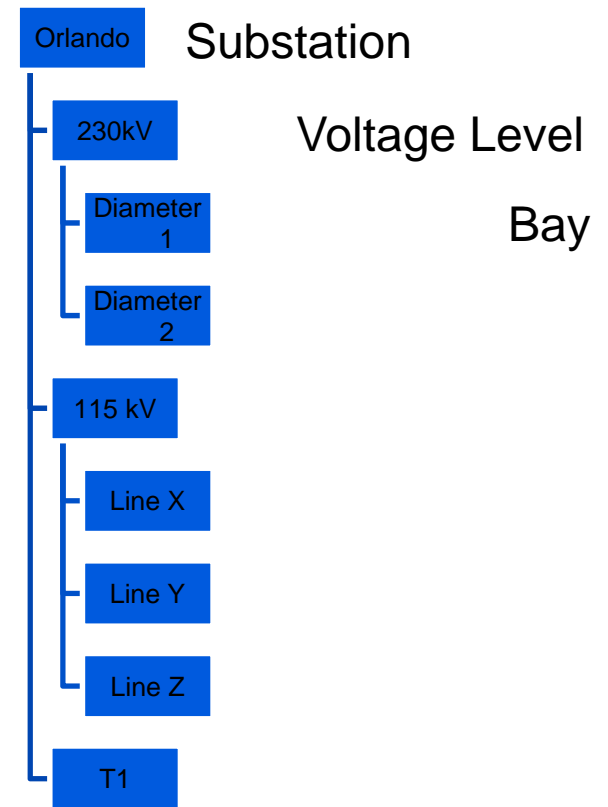 Orlando Substation
230kV Voltage Level
Diameter
1
Bay
Diameter
2
115 kV
Line X
Line Y
Line Z
T1